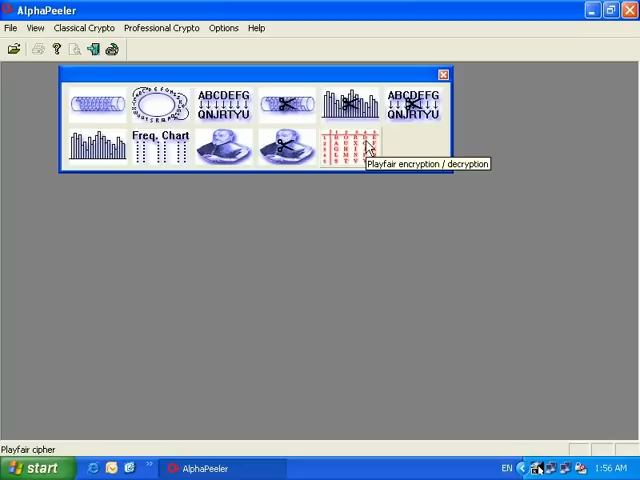 AlphaPeeler
File View Classical Crypto Professional Crypto Options Help
ABCDEFG
QNJRTYU
ABCDEFG
QNJRTYU
Freq. Chart
Playfair encryption / decryption
Playfair cipher
start
AlphaPeeler
EN
1:56 AM